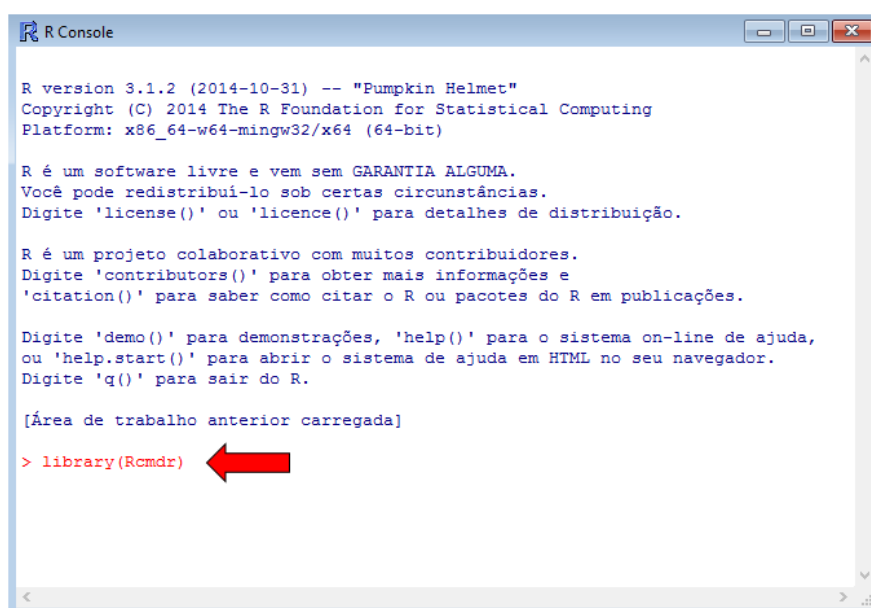 R Console
R version 3.1.2 (2014-10-31) -- "Pumpkin Helmet"
Copyright (C) 2014 The R Foundation for Statistical Computing
Platform: x86_64-w64-mingw32/x64 (64-bit)
R é um software livre e vem sem GARANTIA ALGUMA.
Você pode redistribuí-lo sob certas circunstâncias.
Digite 'license()' ou 'licence()' para detalhes de distribuição.
R é um projeto colaborativo com muitos contribuidores.
Digite 'contributors()' para obter mais informações e
'citation()' para saber como citar o R ou pacotes do R em publicações.
Digite 'demo()' para demonstrações, 'help()' para o sistema on-line de ajuda,
ou 'help.start()' para abrir o sistema de ajuda em HTML no seu navegador.
Digite 'q()' para sair do R.
[Área de trabalho anterior carregada]
> library(Rcmdr)